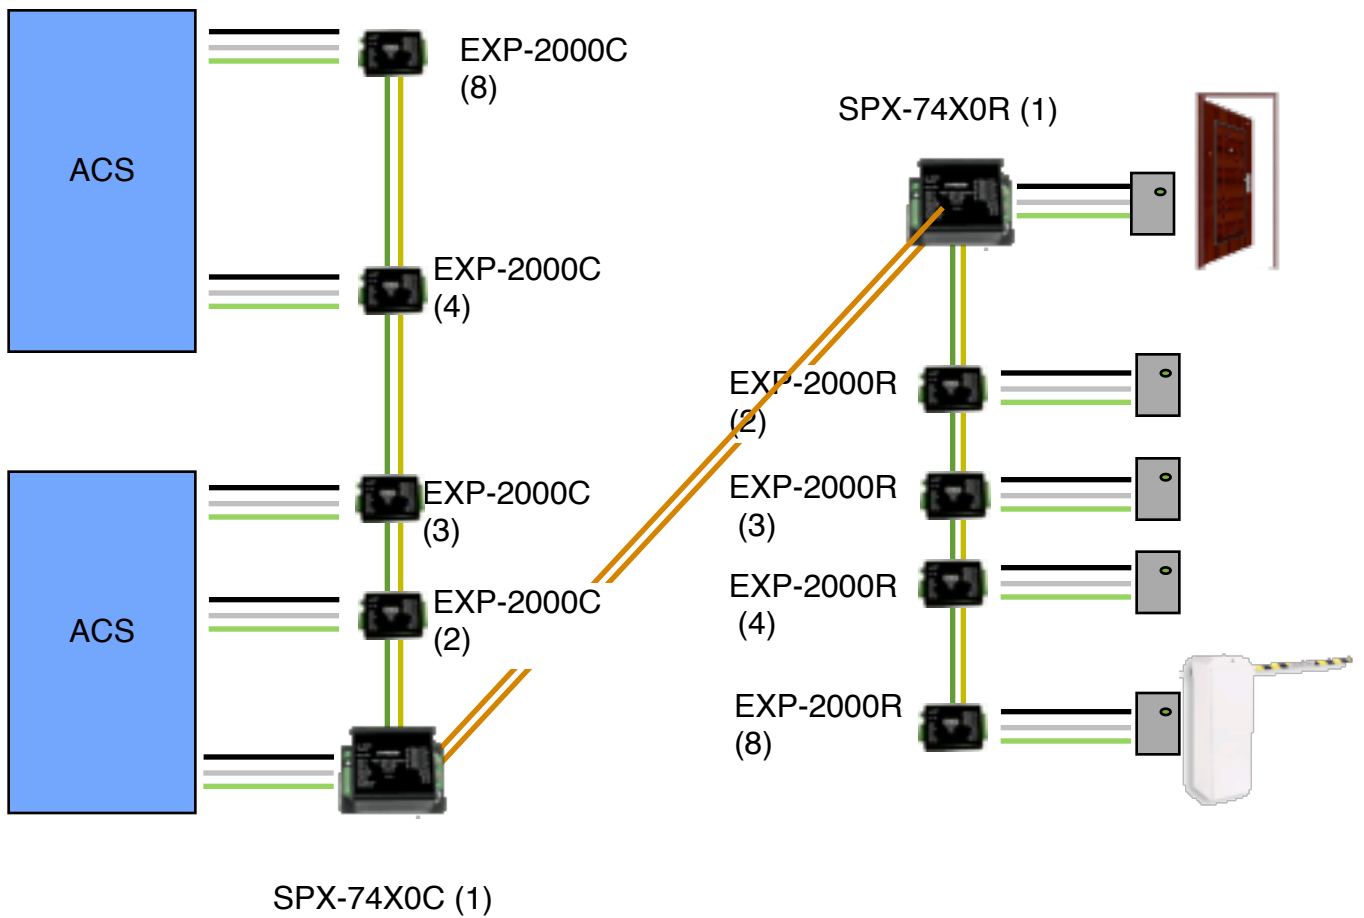 ACS
EXP-2000C
(8)
EXP-2000C
(4)
ACS
EXP-2000C
(3)
EXP-2000C
(2)
SPX-74X0C (1)
SPX-74X0R (1)
EXP-2000R
(2)
EXP-2000R
(3)
EXP-2000R
(4)
EXP-2000R
(8)